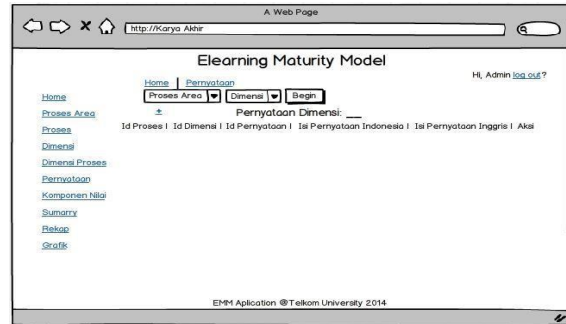 A Web Page
http://Karya Akhir
Elearning Maturity Model
Hi, Admin log out?
Home | Pernyataan
Proses Area Dimensi Begin
+ Pernyataan Dimensi: __
Id Proses | Id Dimensi | Id Pernyataan | Isi Pernyataan Indonesia | Isi Pernyataan Inggris | Aksi
Home
Proses Area
Proses
Dimensi
Dimensi Proses
Pernyataan
Komponen Nilai
Sumarry
Rekap
Grafik
EMM Aplication @Telkom University 2014